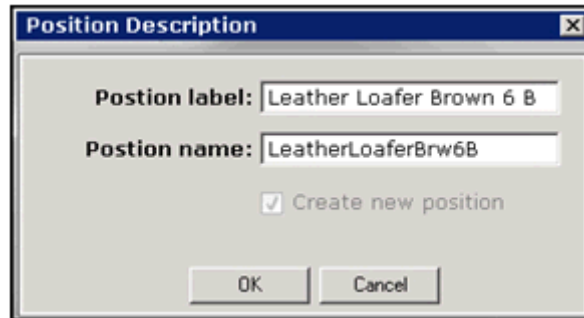 Position Description
Postion label: Leather Loafer Brown 6 B
Postion name: LeatherLoaferBrw6B
Create new position
OK Cancel